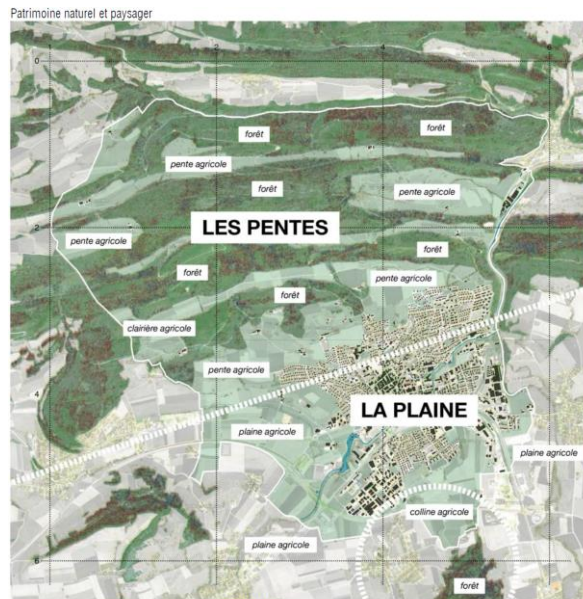 Patrimoine naturel et paysager
0
2
4
6
forêt
forêt
pente agricole
forêt
pente agricole
2
LES PENTES
pente agricole
forêt
forêt
pente agricole
forêt
clairière agricole
pente agricole
4
LA PLAINE
plaine agricole
plaine agricole
colline agricole
plaine agricole
6
forêt